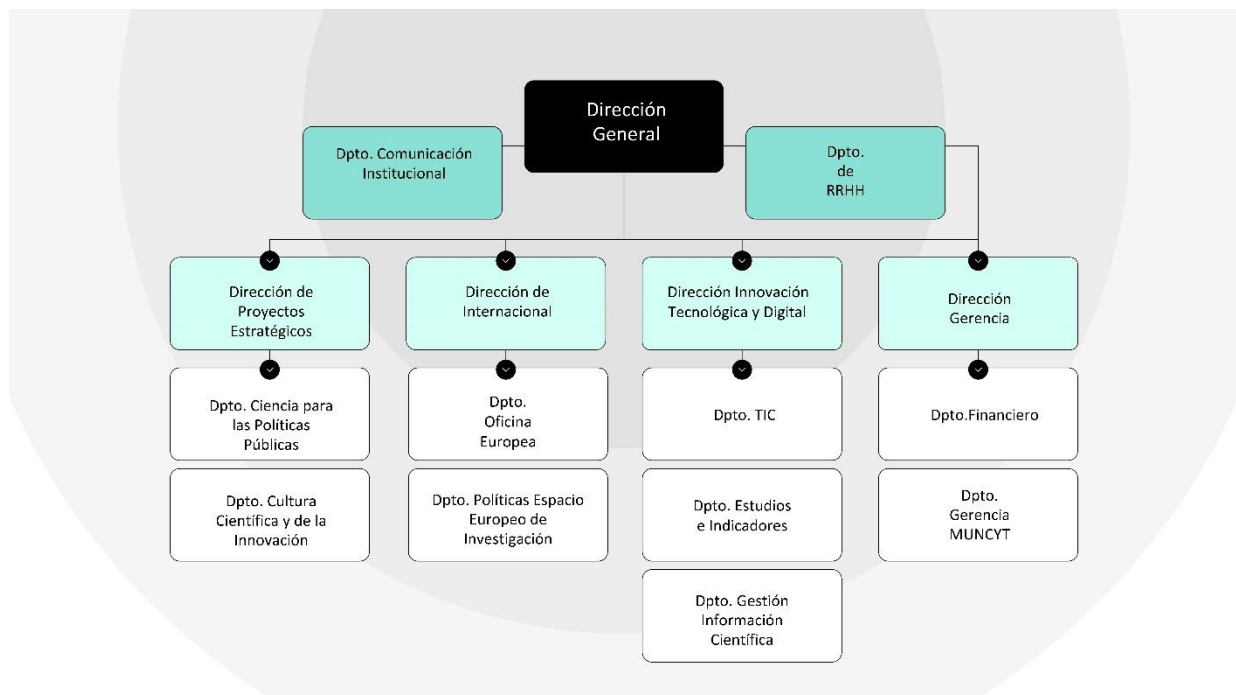 Dirección
General
Dpto. Comunicación
Institucional
Dpto.
de
RRHH
Dirección de
Proyectos
Estratégicos
Dirección de
Internacional
Dirección Innovación
Tecnológica y Digital
Dirección
Gerencia
Dpto. Ciencia para
las Políticas
Públicas
Dpto.
Oficina
Europea
Dpto. TIC
Dpto.Financiero
Dpto. Cultura
Científica y de la
Innovación
Dpto. Políticas Espacio
Europeo de
Investigación
Dpto. Estudios
e Indicadores
Dpto.
Gerencia
MUNCYT
Dpto. Gestión
Información
Científica